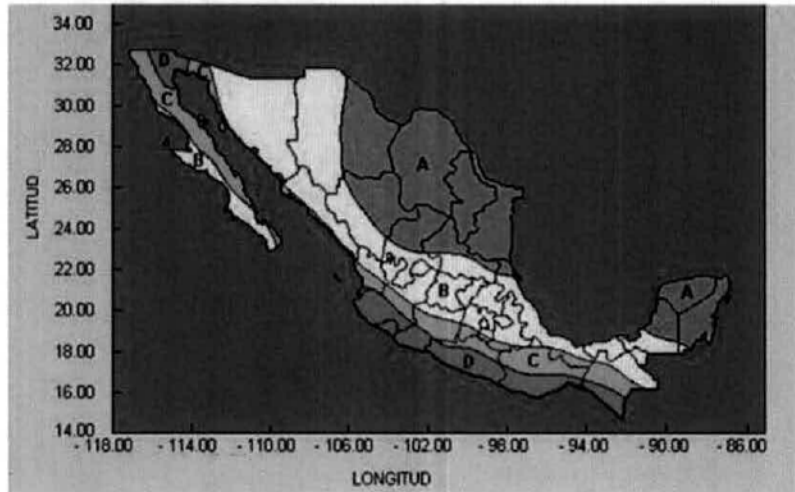 34.00
32.00
30.00
28.00
26.00
24.00
22.00
20.00
18.00
16.00
14.00
LATITUD
D
C
C
B
A
A
B
B
A
C
D
- 118.00 - 114.00 - 110.00 - 106.00 - 102.00 - 98.00 - 94.00 - 90.00 - 86.00
LONGITUD